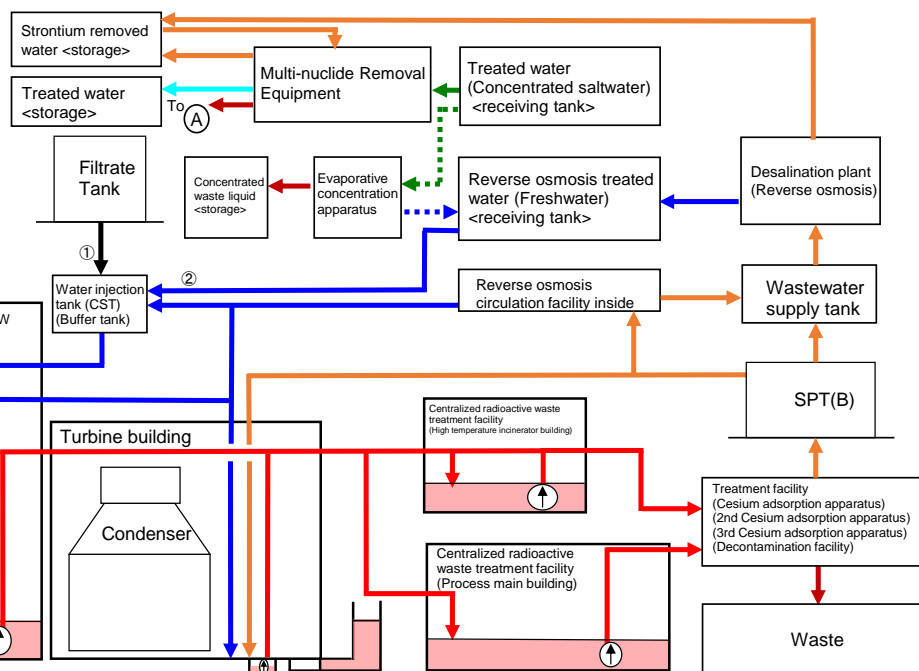 Strontium removed
water <storage>
Treated water
<storage>
To
A
Multi-nuclide Removal
Equipment
Treated water
(Concentrated saltwater)
<receiving tank>
Filtrate
Tank
Concentrated
waste liquid
<storage>
Evaporative
concentration
apparatus
Reverse osmosis treated
water (Freshwater)
<receiving tank>
Desalination plant
(Reverse osmosis)
①
②
Water injection
tank (CST)
(Buffer tank)
Reverse osmosis
circulation facility inside
Wastewater
supply tank
W
SPT(B)
Turbine building
Condenser
Centralized radioactive waste
treatment facility
(High temperature incinerator building)
Treatment facility
(Cesium adsorption apparatus)
(2nd Cesium adsorption apparatus)
(3rd Cesium adsorption apparatus)
(Decontamination facility)
Centralized radioactive
waste treatment facility
(Process main building)
Waste